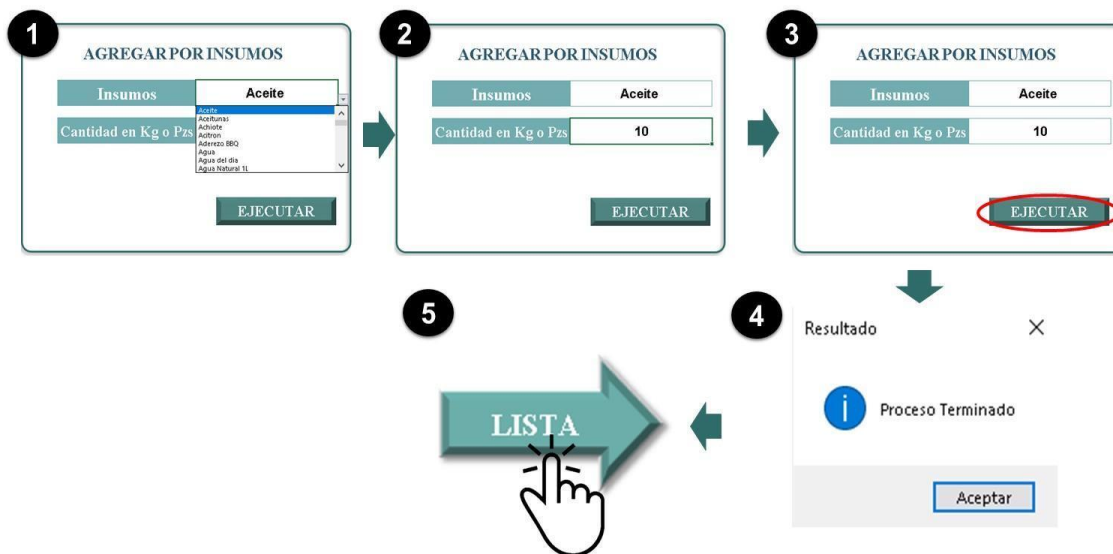 1
AGREGAR POR INSUMOS
Insumos
Aceite
Aceite
Aceitunas
Achiote
Acitron
Aderezo BBQ
Agua
Agua del dia
Agua Natural 1L
Cantidad en Kg o Pzs
EJECUTAR
2
AGREGAR POR INSUMOS
Insumos
Aceite
Cantidad en Kg o Pzs
10
EJECUTAR
3
AGREGAR POR INSUMOS
Insumos
Aceite
Cantidad en Kg o Pzs
10
EJECUTAR
4
Resultado
i
Proceso Terminado
Aceptar
5
LISTA